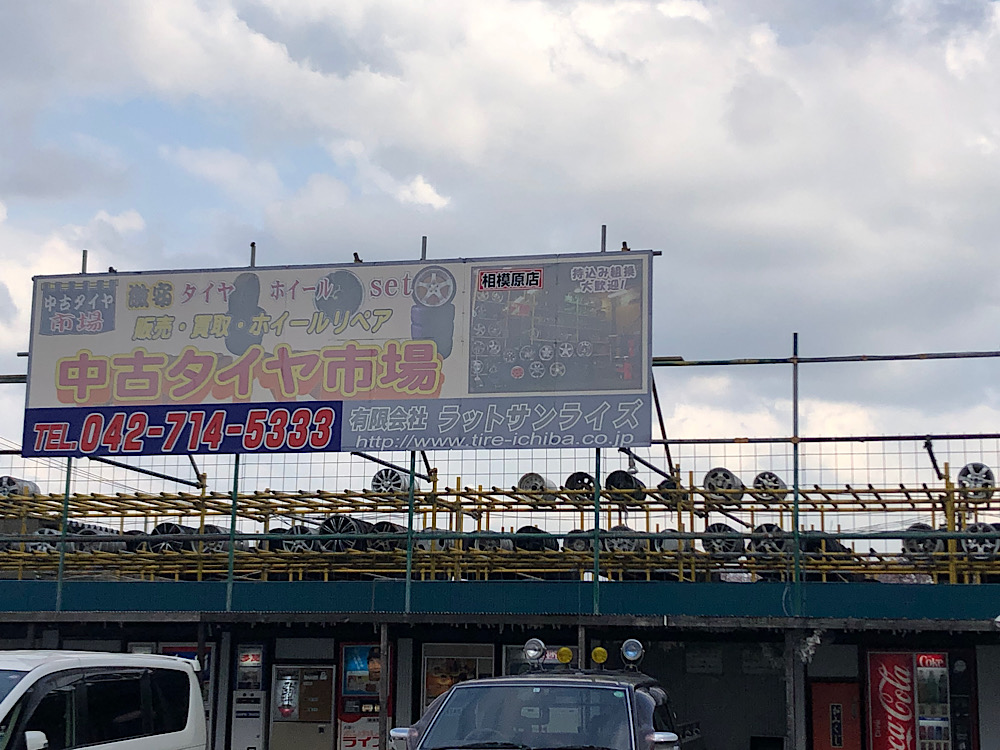 中古タイヤ
市場
激安 タイヤ ホイール set
販売・買取・ホイールリペア
中古タイヤ市場
TEL.042-714-5333
相模原店
持込み組換
大歓迎!
有限会社 ラットサンライズ
http://www.tire-ichiba.co.jp
Coke
Coca-Cola